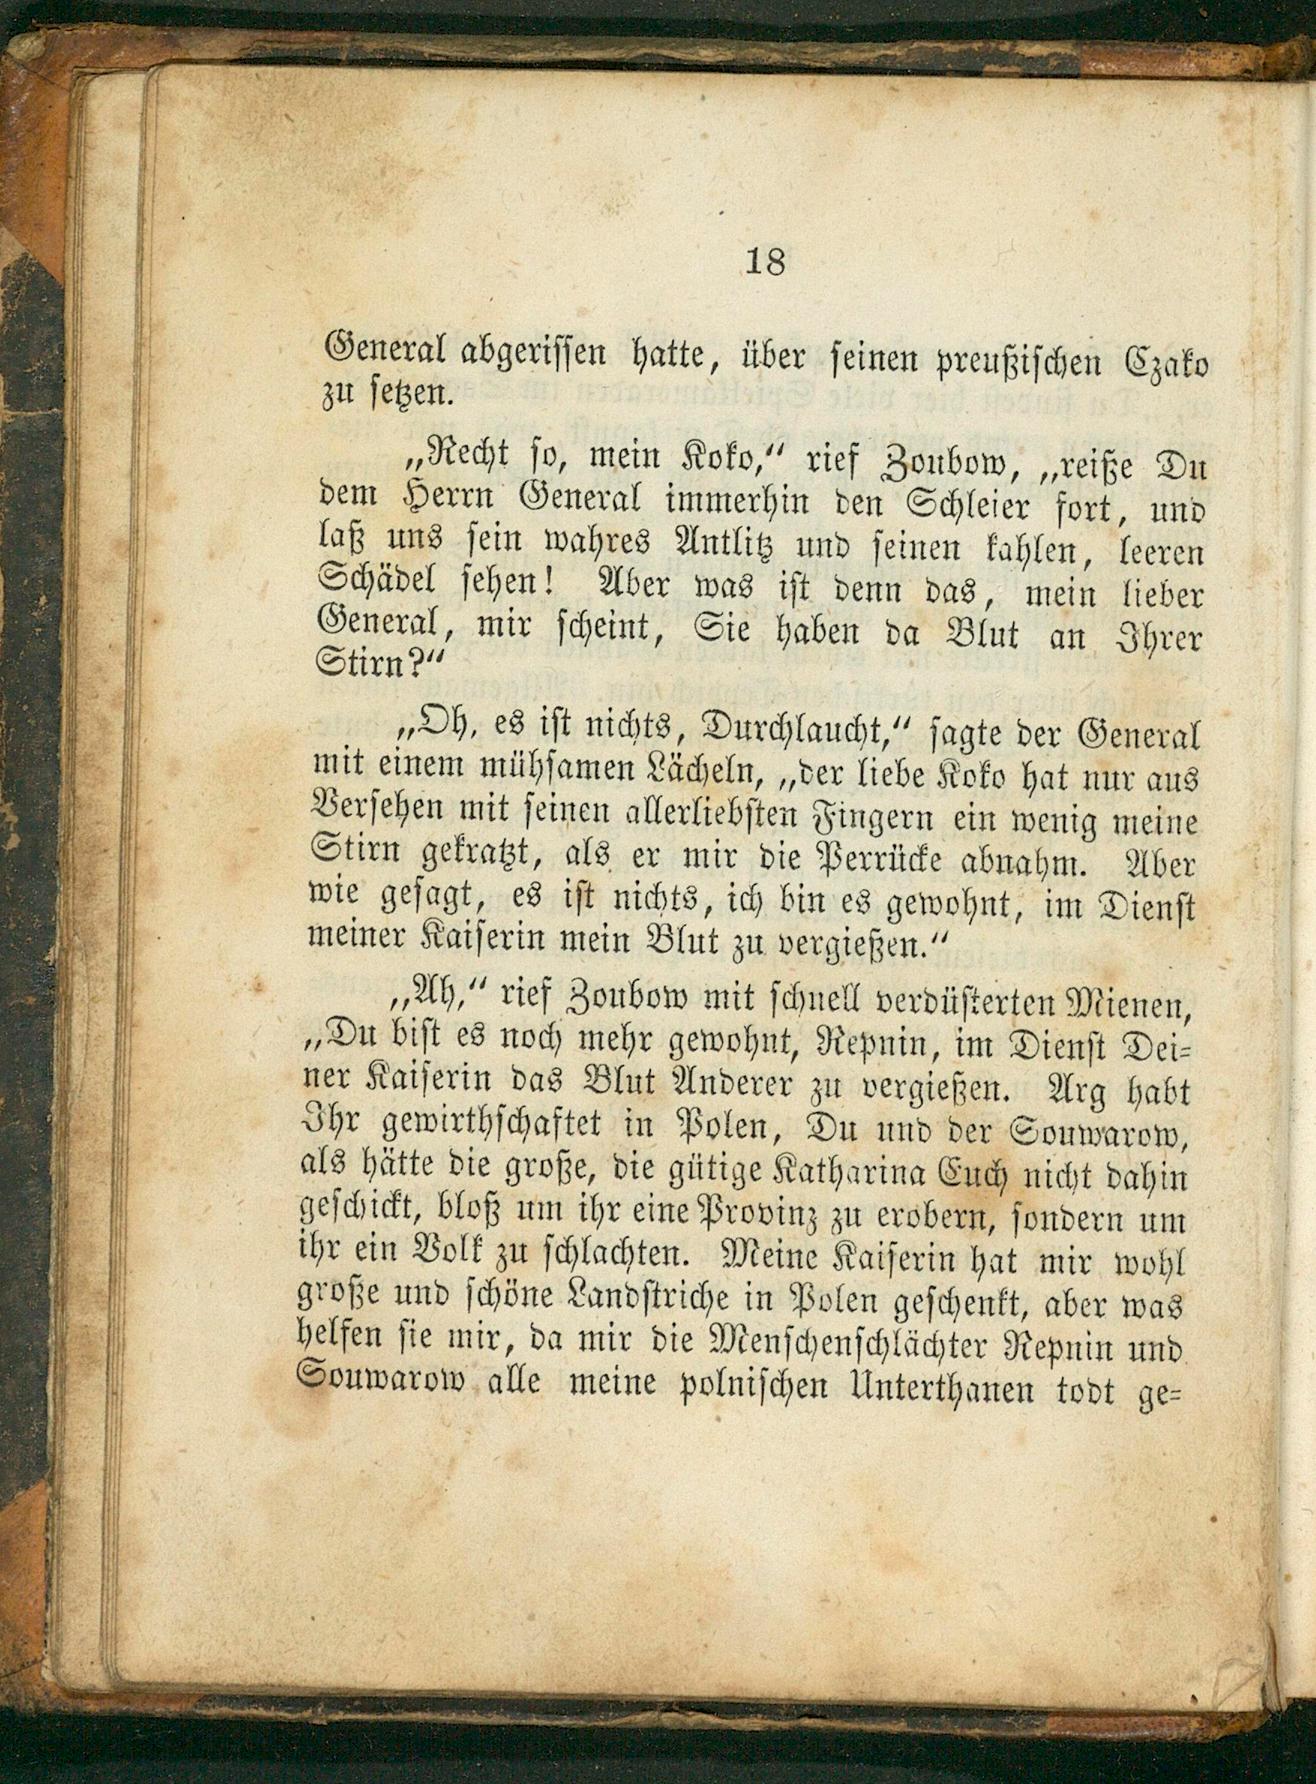 18
General abgerissen hatte, über seinen preußischen Czako
zu setzen.
„Recht so, mein Koko,“ rief Zoubow, „reiße Du
dem Herrn General immerhin den Schleier fort, und
laß uns sein wahres Antlitz und seinen kahlen, leeren
Schädel sehen! Aber was ist denn das, mein lieber
General, mir scheint, Sie haben da Blut an Ihrer
Stirn?“
„Oh, es ist nichts, Durchlaucht,“ sagte der General
mit einem mühsamen Lächeln, „der liebe Koko hat nur aus
Versehen mit seinen allerliebsten Fingern ein wenig meine
Stirn gekratzt, als er mir die Perrücke abnahm. Aber
wie gesagt, es ist nichts, ich bin es gewohnt, im Dienst
meiner Kaiserin mein Blut zu vergießen.“
„Ah,“ rief Zoubow mit schnell verdüsterten Mienen,
„Du bist es noch mehr gewohnt, Repnin, im Dienst Dei-
ner Kaiserin das Blut Anderer zu vergießen. Arg habt
Ihr gewirthschaftet in Polen, Du und der Souwarow,
als hätte die große, die gütige Katharina Euch nicht dahin
geschickt, bloß um ihr eine Provinz zu erobern, sondern um
ihr ein Volk zu schlachten. Meine Kaiserin hat mir wohl
große und schöne Landstriche in Polen geschenkt, aber was
helfen sie mir, da mir die Menschenschlächter Repnin und
Souwarow alle meine polnischen Unterthanen todt ge-